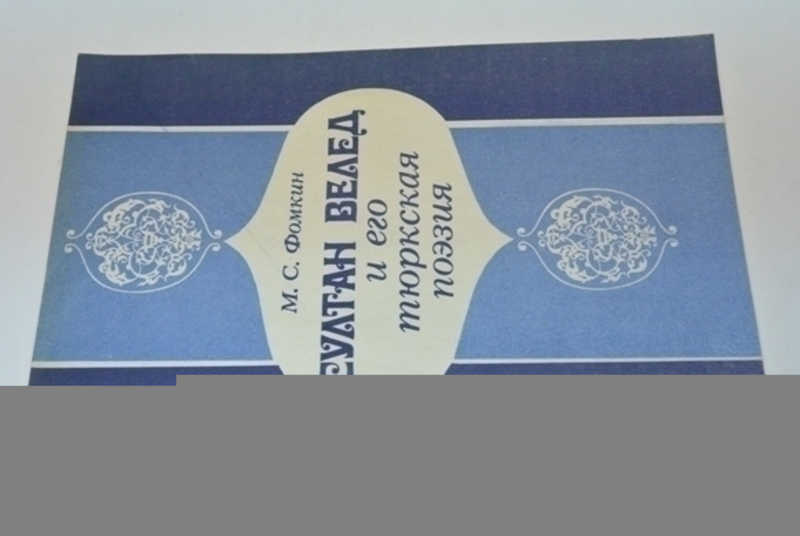 М. С. Фомкин
СУЛТАН ВЕЛЕД
и его
тюркская
поэзия